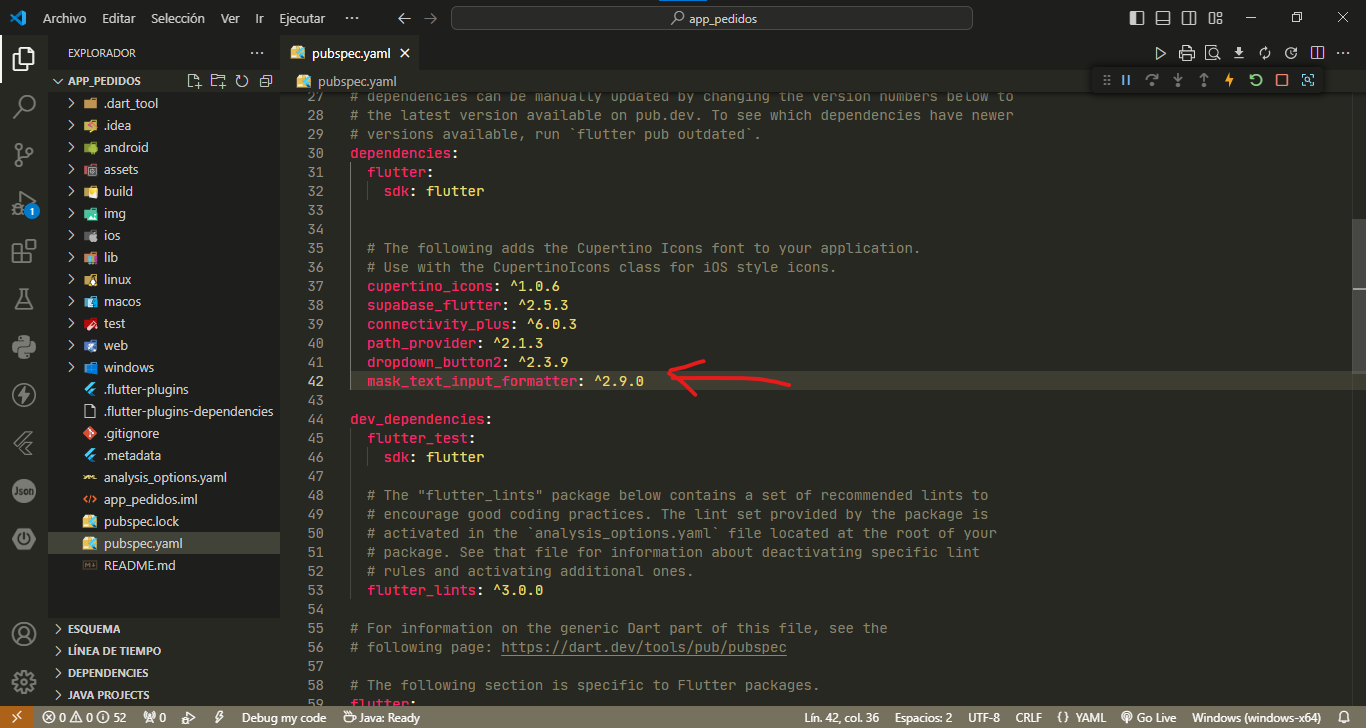 Archivo Editar Selección Ver Ir Ejecutar ··· app_pedidos
EXPLORADOR ···
pubspec.yaml
APP_PEDIDOS
pubspec.yaml
.dart_tool
.idea
android
assets
build
img
ios
lib
linux
macos
test
web
windows
.flutter-plugins
.flutter-plugins-dependencies
.gitignore
.metadata
analysis_options.yaml
app_pedidos.iml
pubspec.lock
pubspec.yaml
README.md
ESQUEMA
LÍNEA DE TIEMPO
DEPENDENCIES
JAVA PROJECTS
1
Json
27 # dependencies can be manually updated by changing the version numbers below to
28 # the latest version available on pub.dev. To see which dependencies have newer
29 # versions available, run `flutter pub outdated`.
30 dependencies:
31 flutter:
32 sdk: flutter
33
34
35 # The following adds the Cupertino Icons font to your application.
36 # Use with the CupertinoIcons class for iOS style icons.
37 cupertino_icons: ^1.0.6
38 supabase_flutter: ^2.5.3
39 connectivity_plus: ^6.0.3
40 path_provider: ^2.1.3
41 dropdown_button2: ^2.3.9
42 mask_text_input_formatter: ^2.9.0
43
44 dev_dependencies:
45 flutter_test:
46 sdk: flutter
47
48 # The "flutter_lints" package below contains a set of recommended lints to
49 # encourage good coding practices. The lint set provided by the package is
50 # activated in the `analysis_options.yaml` file located at the root of your
51 # package. See that file for information about deactivating specific lint
52 # rules and activating additional ones.
53 flutter_lints: ^3.0.0
54
55 # For information on the generic Dart part of this file, see the
56 # following page: https://dart.dev/tools/pub/pubspec
57
58 # The following section is specific to Flutter packages.
59 flutter:
0 0 52 0 Debug my code Java: Ready Lín. 42, col. 36 Espacios: 2 UTF-8 CRLF {} YAML Go Live Windows (windows-x64)